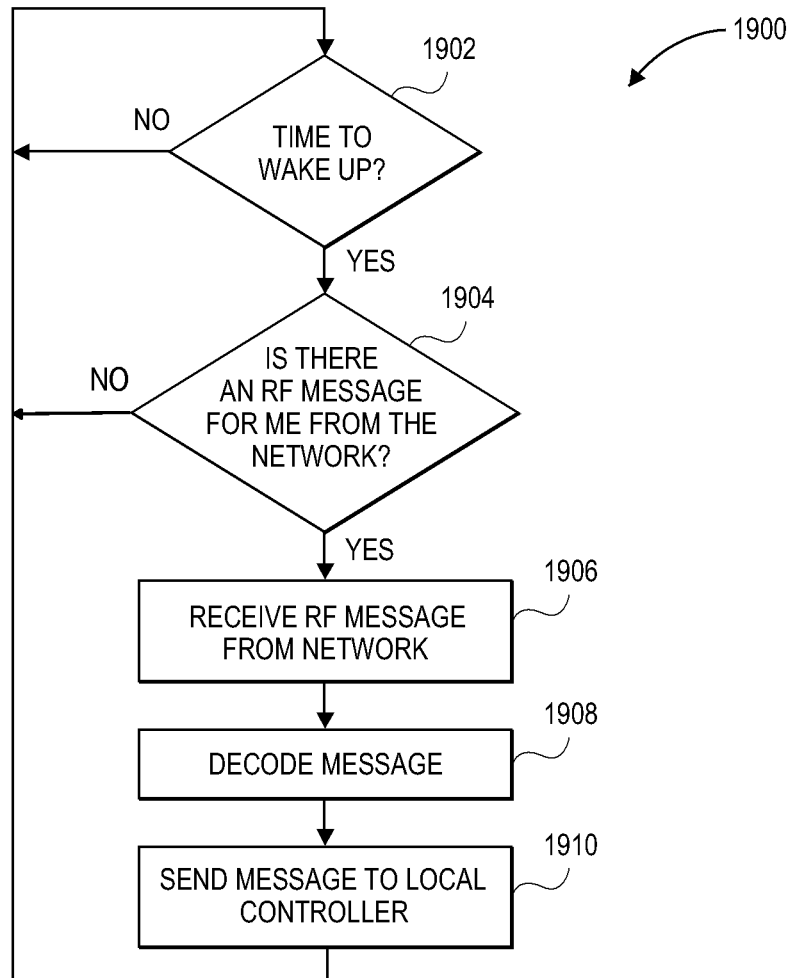 1900
1902
TIME TO
WAKE UP?
NO
YES
1904
IS THERE
AN RF MESSAGE
FOR ME FROM THE
NETWORK?
NO
YES
1906
RECEIVE RF MESSAGE
FROM NETWORK
1908
DECODE MESSAGE
1910
SEND MESSAGE TO LOCAL
CONTROLLER